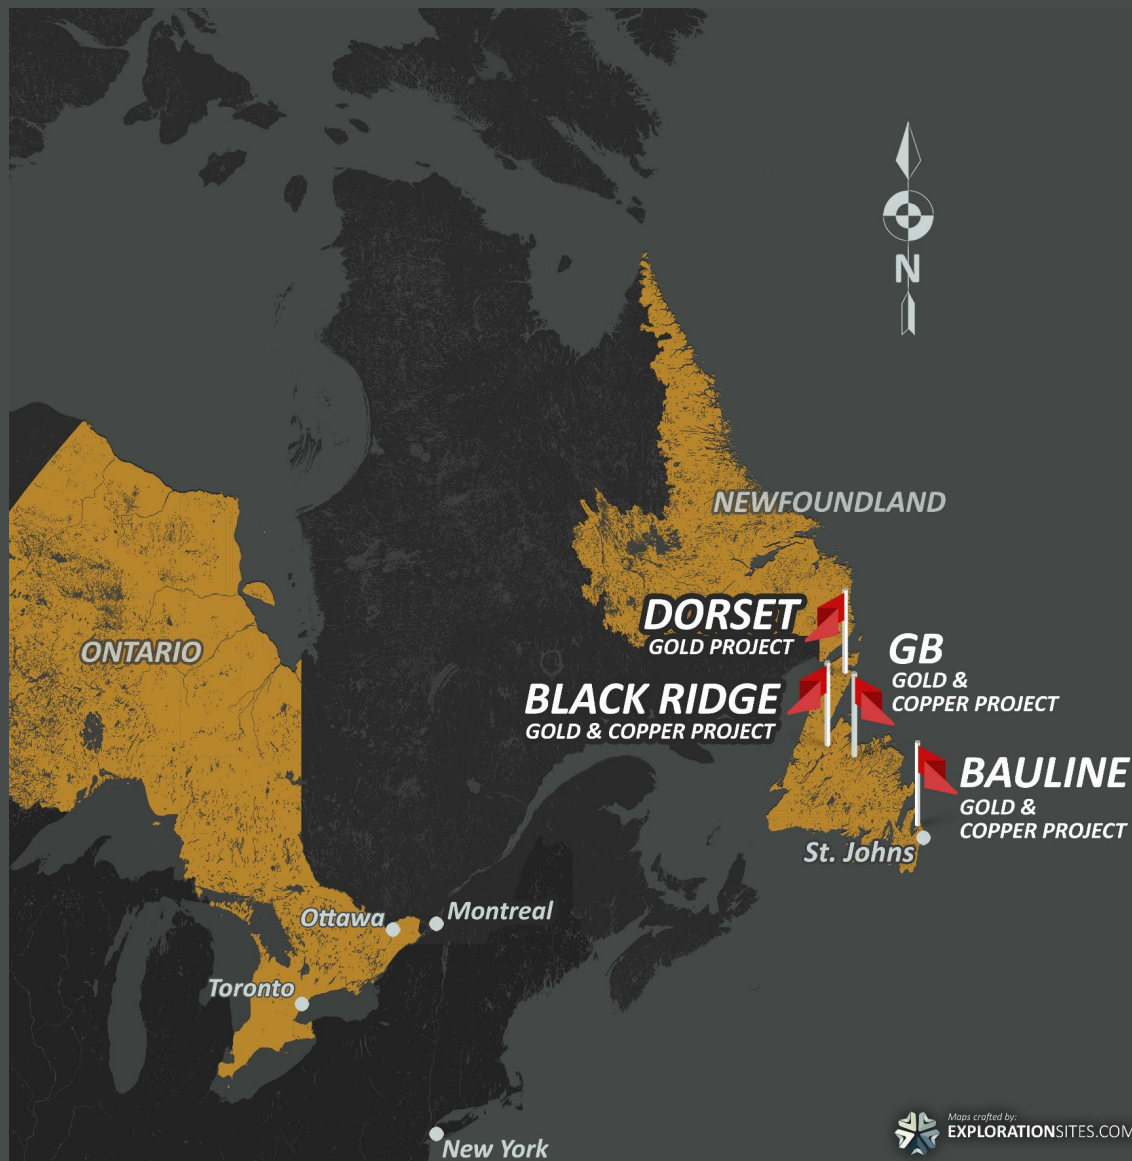 N
NEWFOUNDLAND
DORSET
GOLD PROJECT
GB
GOLD &
COPPER PROJECT
ONTARIO
BLACK RIDGE
GOLD & COPPER PROJECT
BAULINE
GOLD &
COPPER PROJECT
St. Johns
Ottawa
Montreal
Toronto
New York
Maps crafted by:
EXPLORATIONSITES.COM